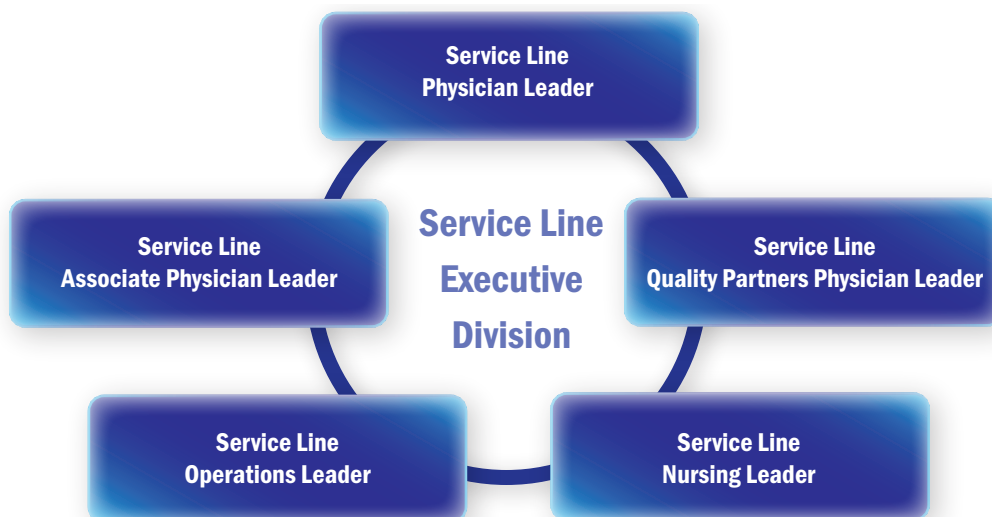 Service Line
Physician Leader
Service Line
Associate Physician Leader
Service Line
Executive
Division
Service Line
Quality Partners Physician Leader
Service Line
Operations Leader
Service Line
Nursing Leader